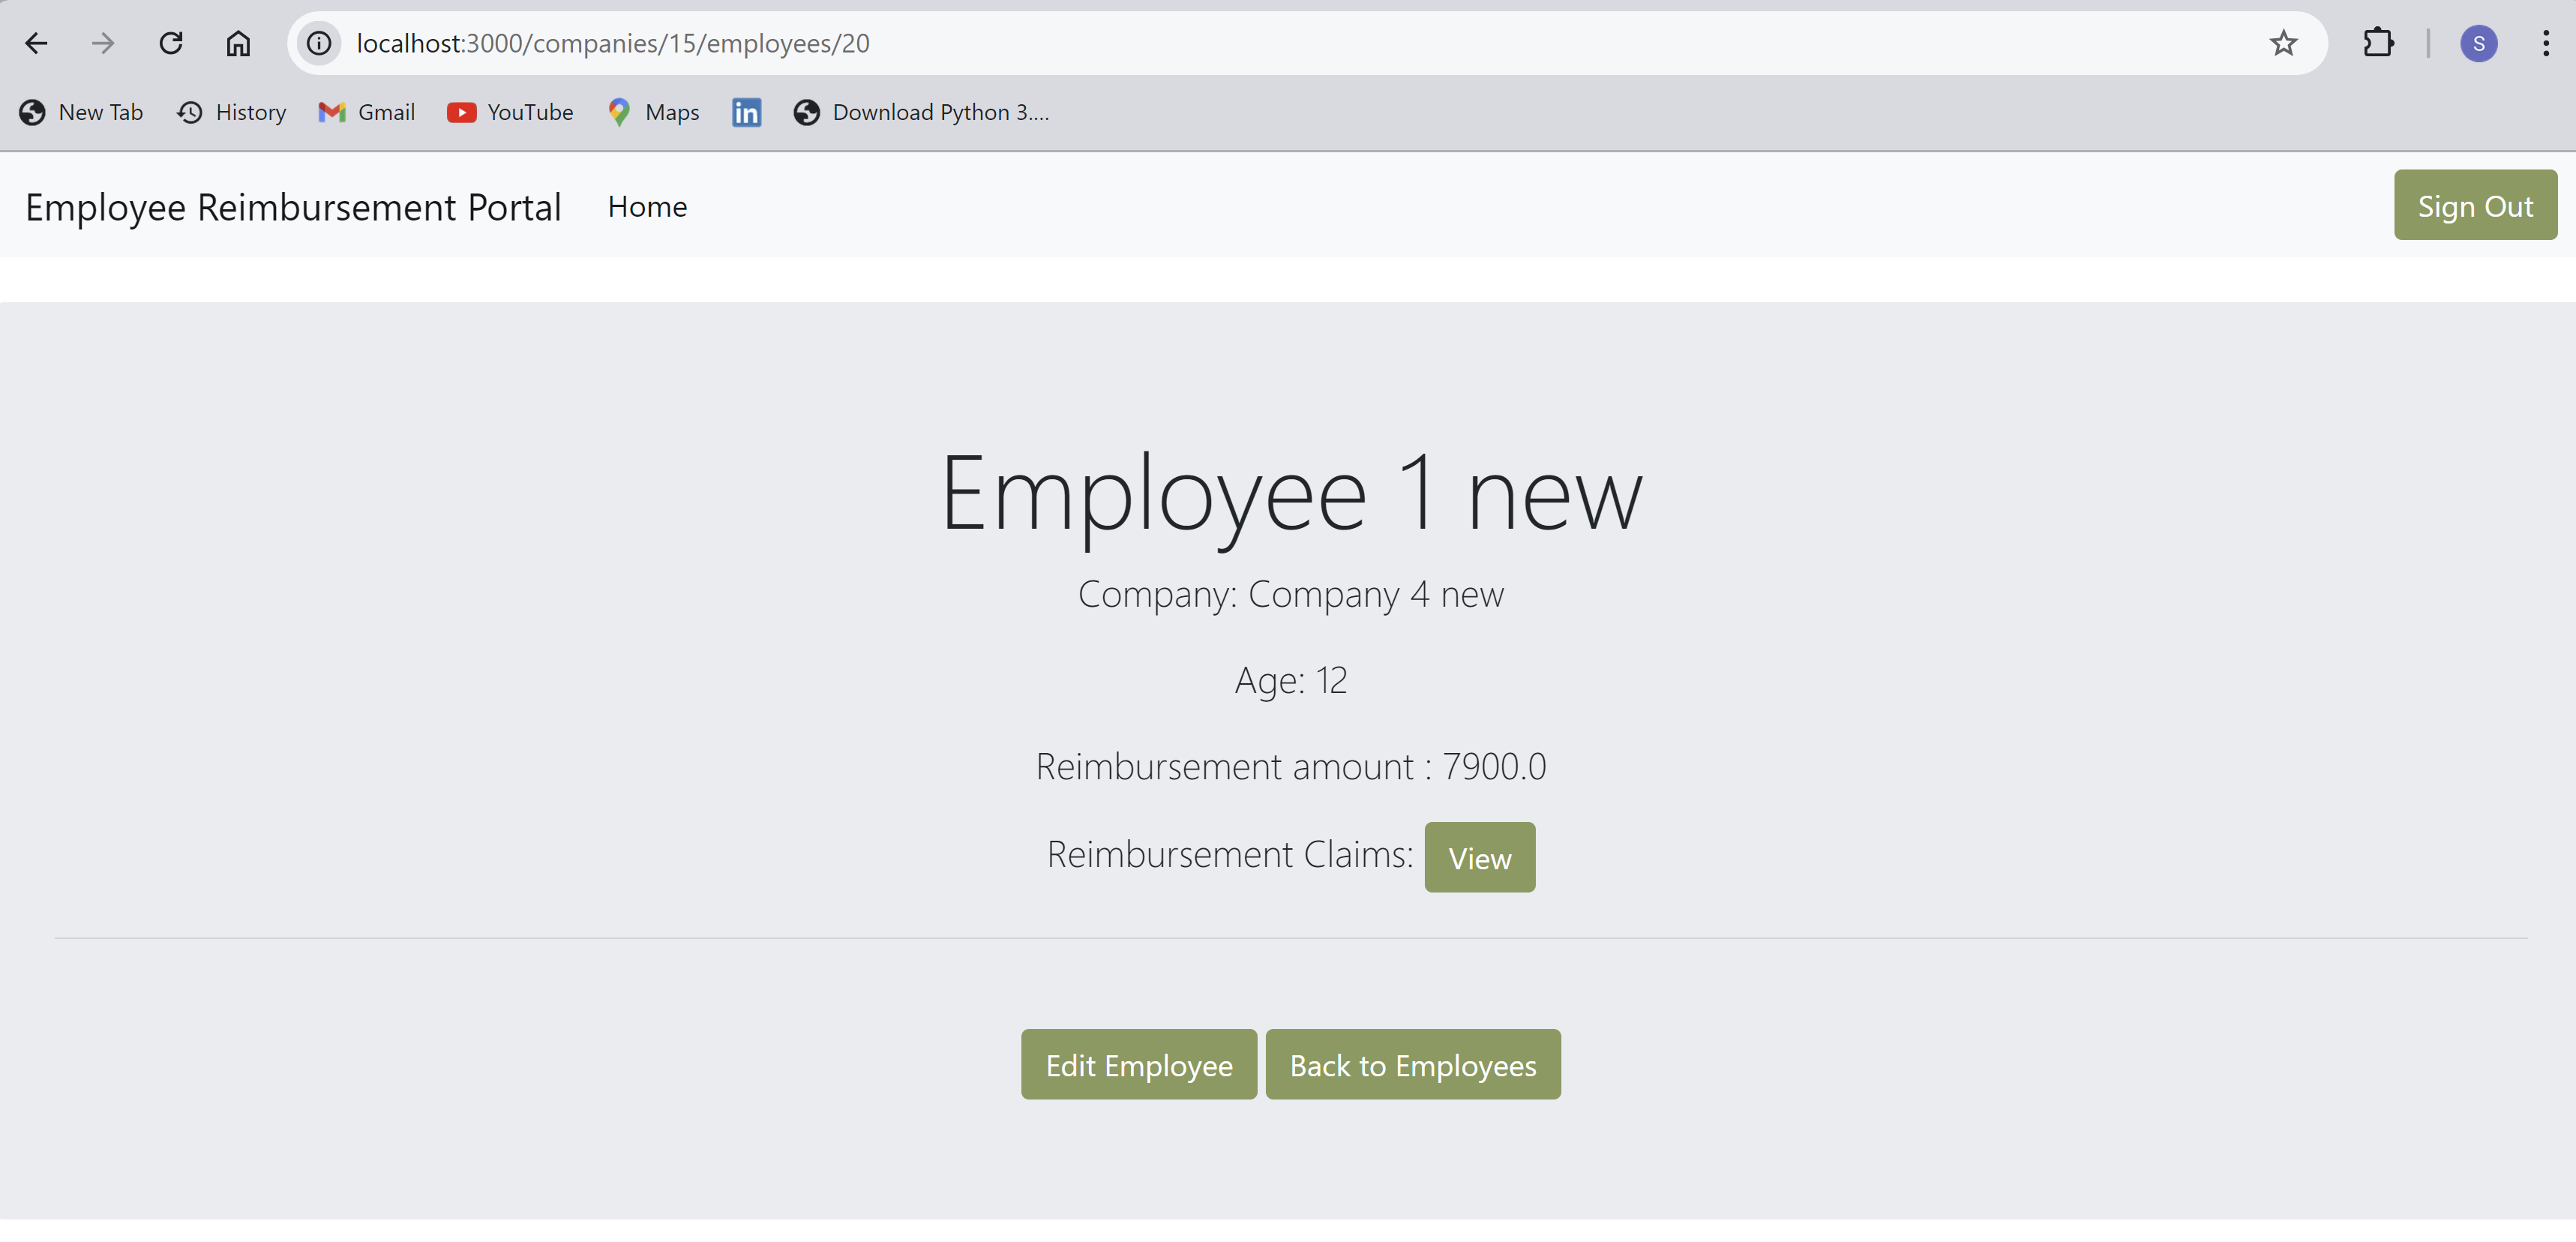 localhost:3000/companies/15/employees/20
S
New Tab History Gmail YouTube Maps in Download Python 3....
Employee Reimbursement Portal Home Sign Out
Employee 1 new
Company: Company 4 new
Age: 12
Reimbursement amount : 7900.0
Reimbursement Claims: View
Edit Employee Back to Employees